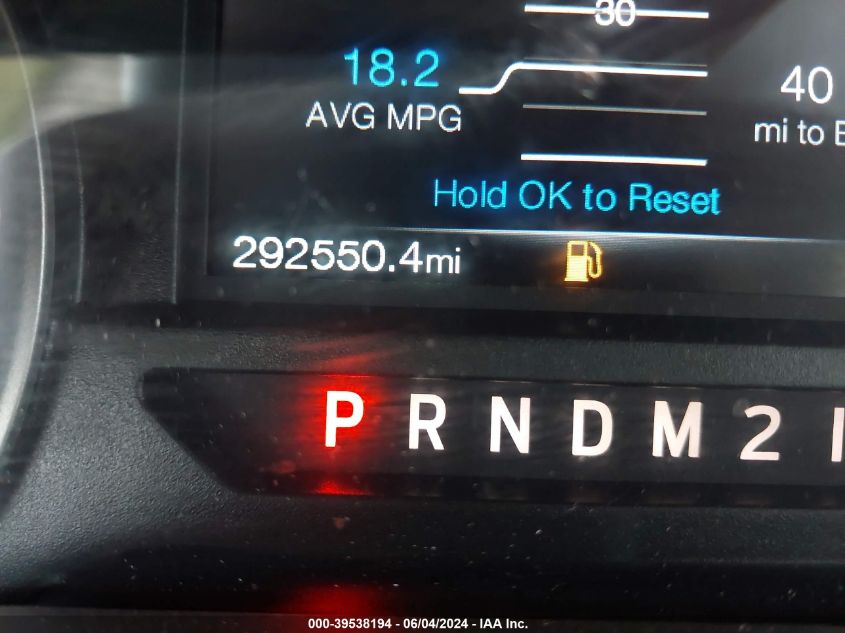 30
18.2
AVG MPG
40
mi to
Hold OK to Reset
292550.4mi
P R N D M 2
000-39538194 - 06/04/2024 - IAA Inc.